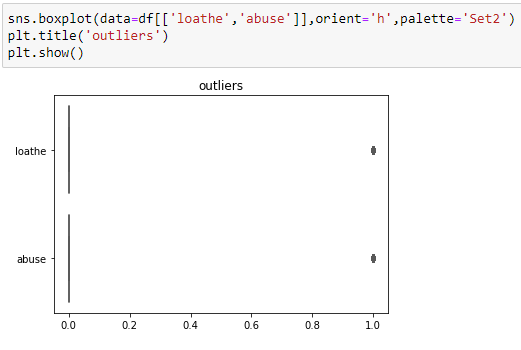 sns.boxplot(data=df[['loathe','abuse']],orient='h',palette='Set2')
plt.title('outliers')
plt.show()
outliers
loathe
abuse
0.0 0.2 0.4 0.6 0.8 1.0